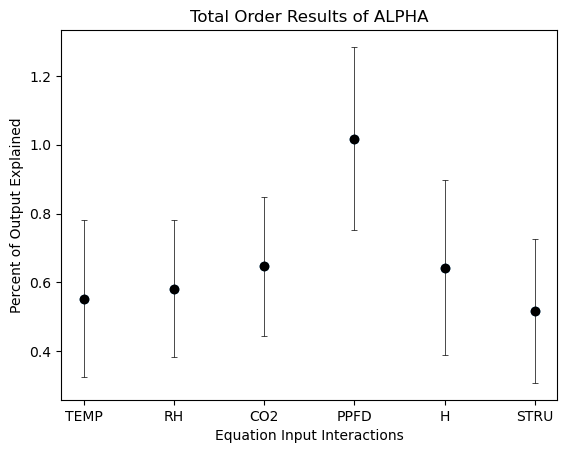 Total Order Results of ALPHA
Percent of Output Explained
1.2
1.0
0.8
0.6
0.4
TEMP RH CO2 PPFD H STRU
Equation Input Interactions